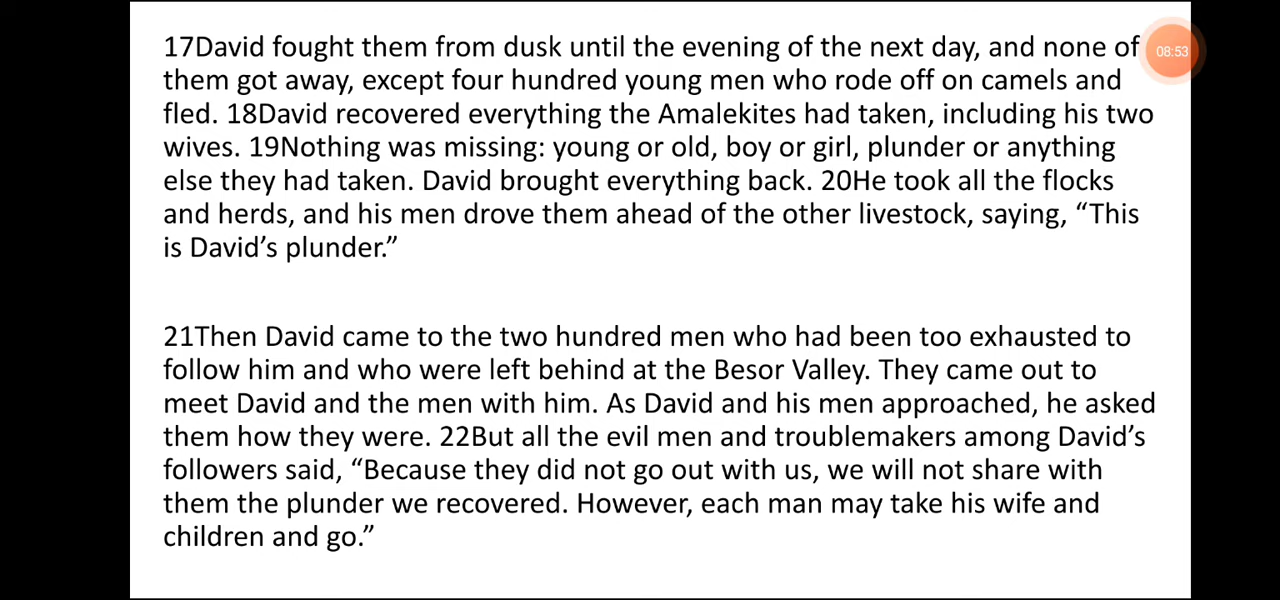 17David fought them from dusk until the evening of the next day, and none of
08:53
them got away, except four hundred young men who rode off on camels and
fled. 18David recovered everything the Amalekites had taken, including his two
wives. 19Nothing was missing: young or old, boy or girl, plunder or anything
else they had taken. David brought everything back. 20He took all the flocks
and herds, and his men drove them ahead of the other livestock, saying, “This
is David’s plunder.”
21Then David came to the two hundred men who had been too exhausted to
follow him and who were left behind at the Besor Valley. They came out to
meet David and the men with him. As David and his men approached, he asked
them how they were. 22But all the evil men and troublemakers among David’s
followers said, “Because they did not go out with us, we will not share with
them the plunder we recovered. However, each man may take his wife and
children and go.”